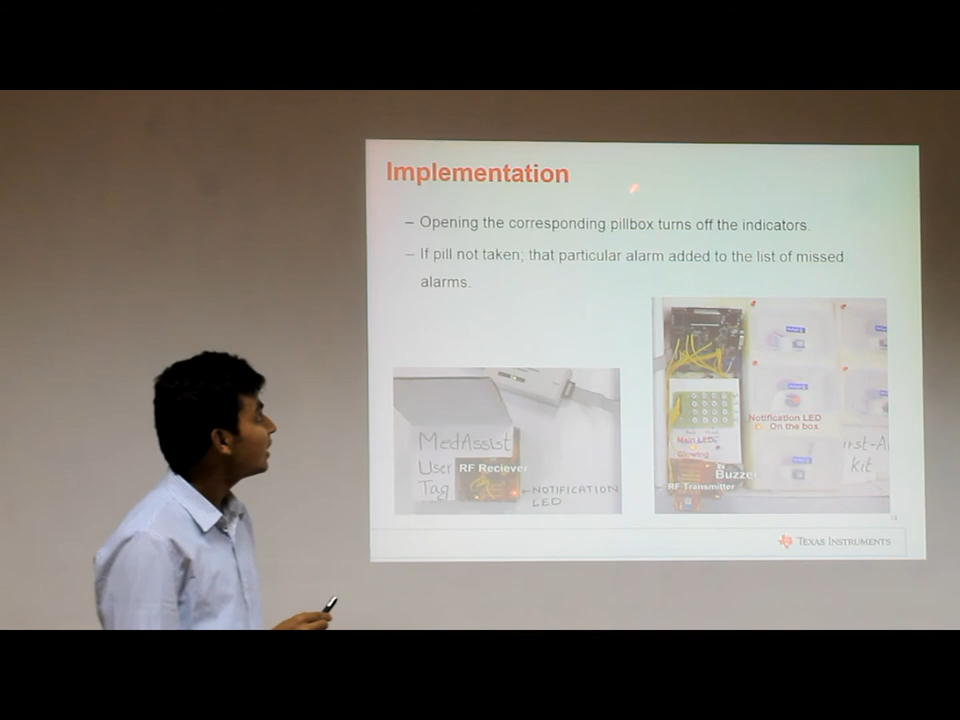 Implementation
– Opening the corresponding pillbox turns off the indicators.
– If pill not taken; that particular alarm added to the list of missed
alarms.
MedAssist
User
Tag
RF Reciever
←NOTIFICATION
LED
Notification LED
On the box
Main LEDs
Glowing
Buzzer
RF Transmitter
irst-A
kit
14
TEXAS INSTRUMENTS